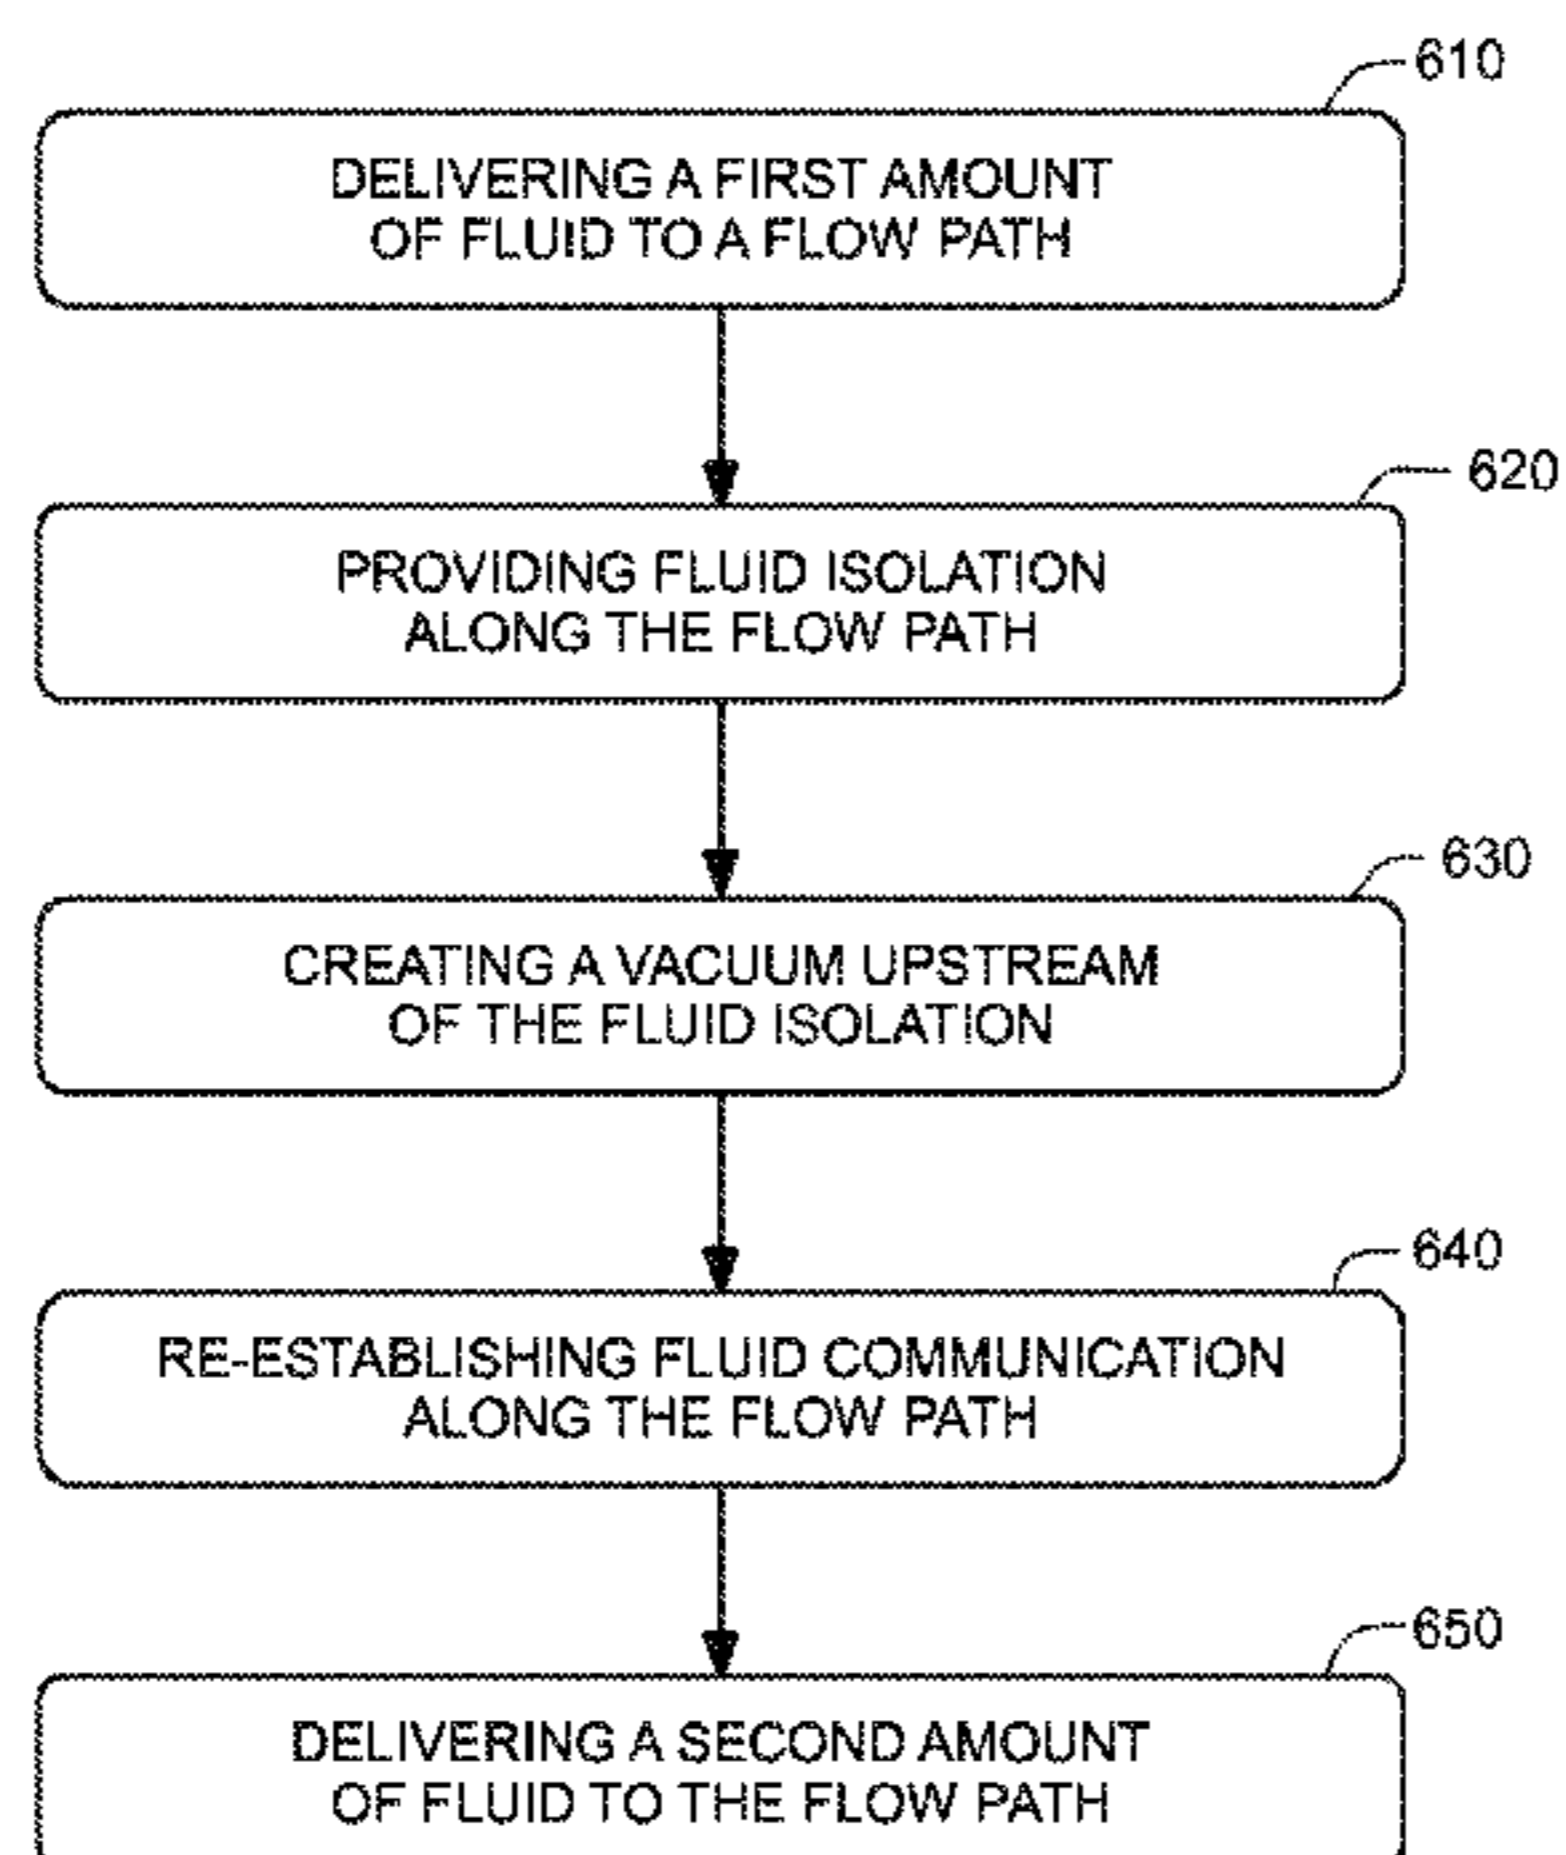 610
DELIVERING A FIRST AMOUNT
OF FLUID TO A FLOW PATH
620
PROVIDING FLUID ISOLATION
ALONG THE FLOW PATH
630
CREATING A VACUUM UPSTREAM
OF THE FLUID ISOLATION
640
RE-ESTABLISHING FLUID COMMUNICATION
ALONG THE FLOW PATH
650
DELIVERING A SECOND AMOUNT
OF FLUID TO THE FLOW PATH